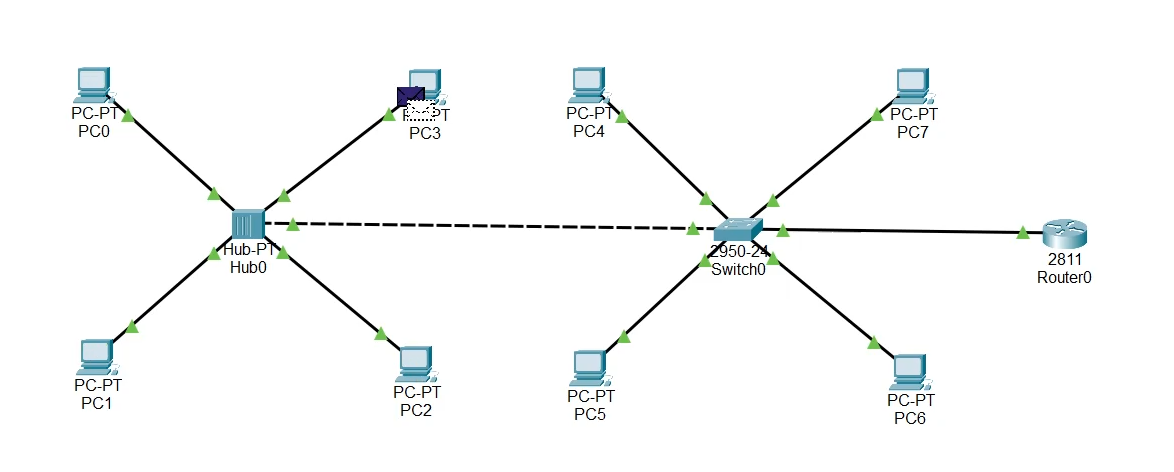 PC-PT
PC0
PT
PC3
PC-PT
PC4
PC-PT
PC7
Hub-PT
Hub0
2950-24
Switch0
2811
Router0
PC-PT
PC1
PC-PT
PC2
PC-PT
PC5
PC-PT
PC6